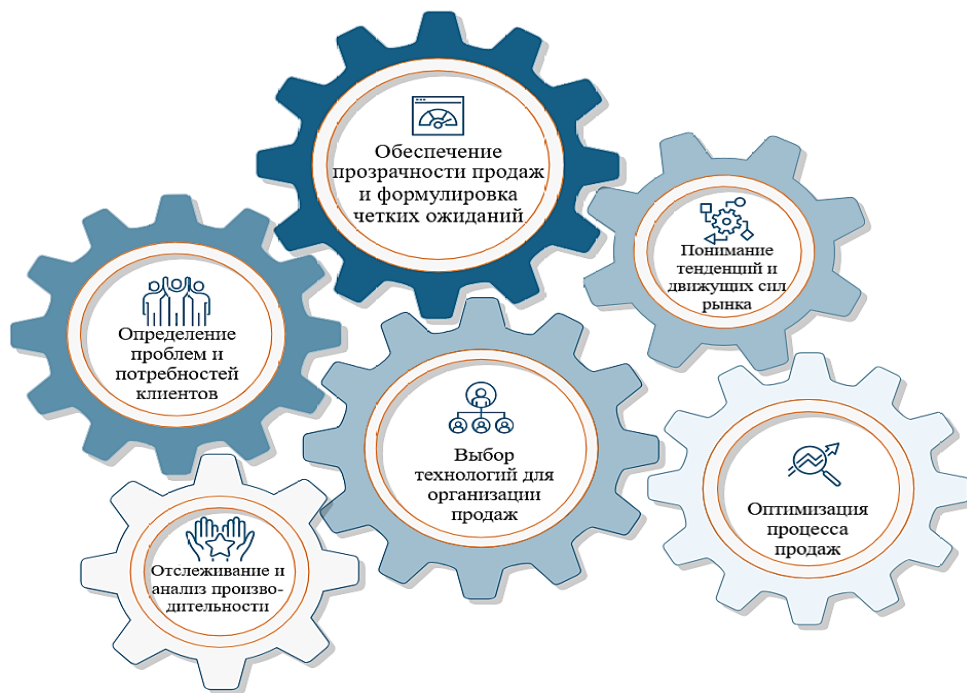 Обеспечение
прозрачности продаж
и формулировка
четких ожиданий
Понимание
тенденций и
движущих сил
рынка
Определение
проблем и
потребностей
клиентов
Выбор
технологий для
организации
продаж
Оптимизация
процесса
продаж
Отслеживание и
анализ произво-
дительности